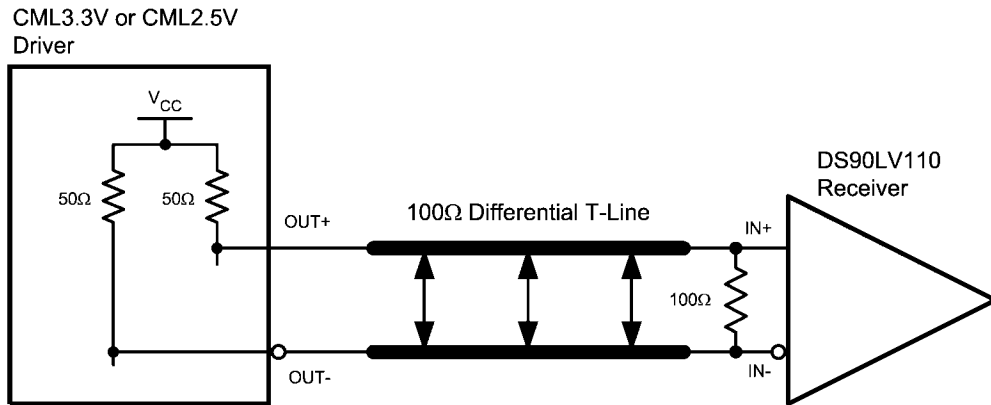 CML3.3V or CML2.5V
Driver
VCC
50Ω
50Ω
OUT+
OUT-
100Ω Differential T-Line
IN+
100Ω
IN-
DS90LV110
Receiver